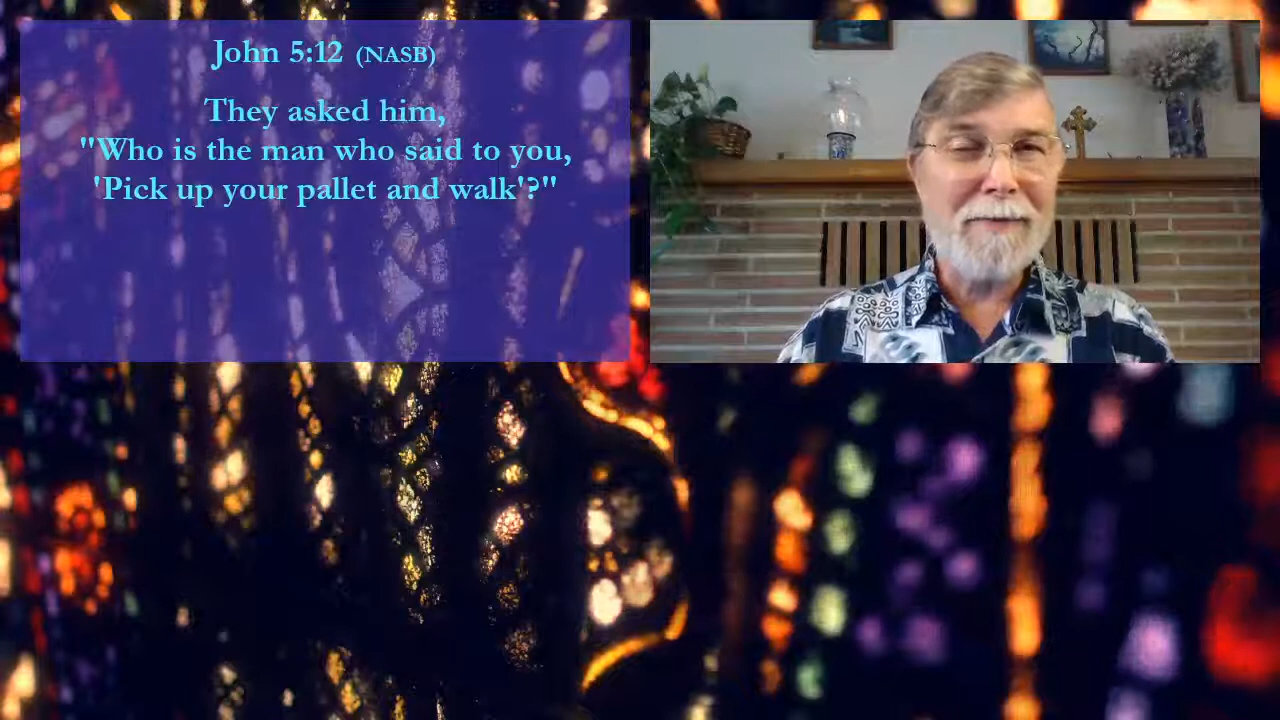 John 5:12 (NASB)
They asked him,
"Who is the man who said to you,
'Pick up your pallet and walk'?"